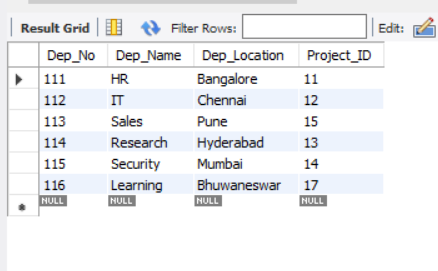 Result Grid Filter Rows: Edit:
Dep_No Dep_Name Dep_Location Project_ID
111 HR Bangalore 11
112 IT Chennai 12
113 Sales Pune 15
114 Research Hyderabad 13
115 Security Mumbai 14
116 Learning Bhuwaneswar 17
NULL NULL NULL NULL